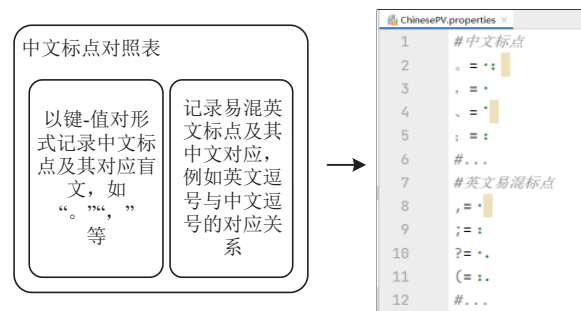 中文标点对照表
以键-值对形
式记录中文标
点及其对应盲
文，如
“。”“，”
等
记录易混英
文标点及其
中文对应，
例如英文逗
号与中文逗
号的对应关
系
ChinesePV.properties ×
1 #中文标点
2 。=⠐⠆
3 ，=⠐
4 、=⠈
5 ；=⠰
6 #...
7 #英文易混标点
8 ,=⠐
9 ;=⠰
10 ?=⠐⠄
11 (=⠰⠄
12 #...